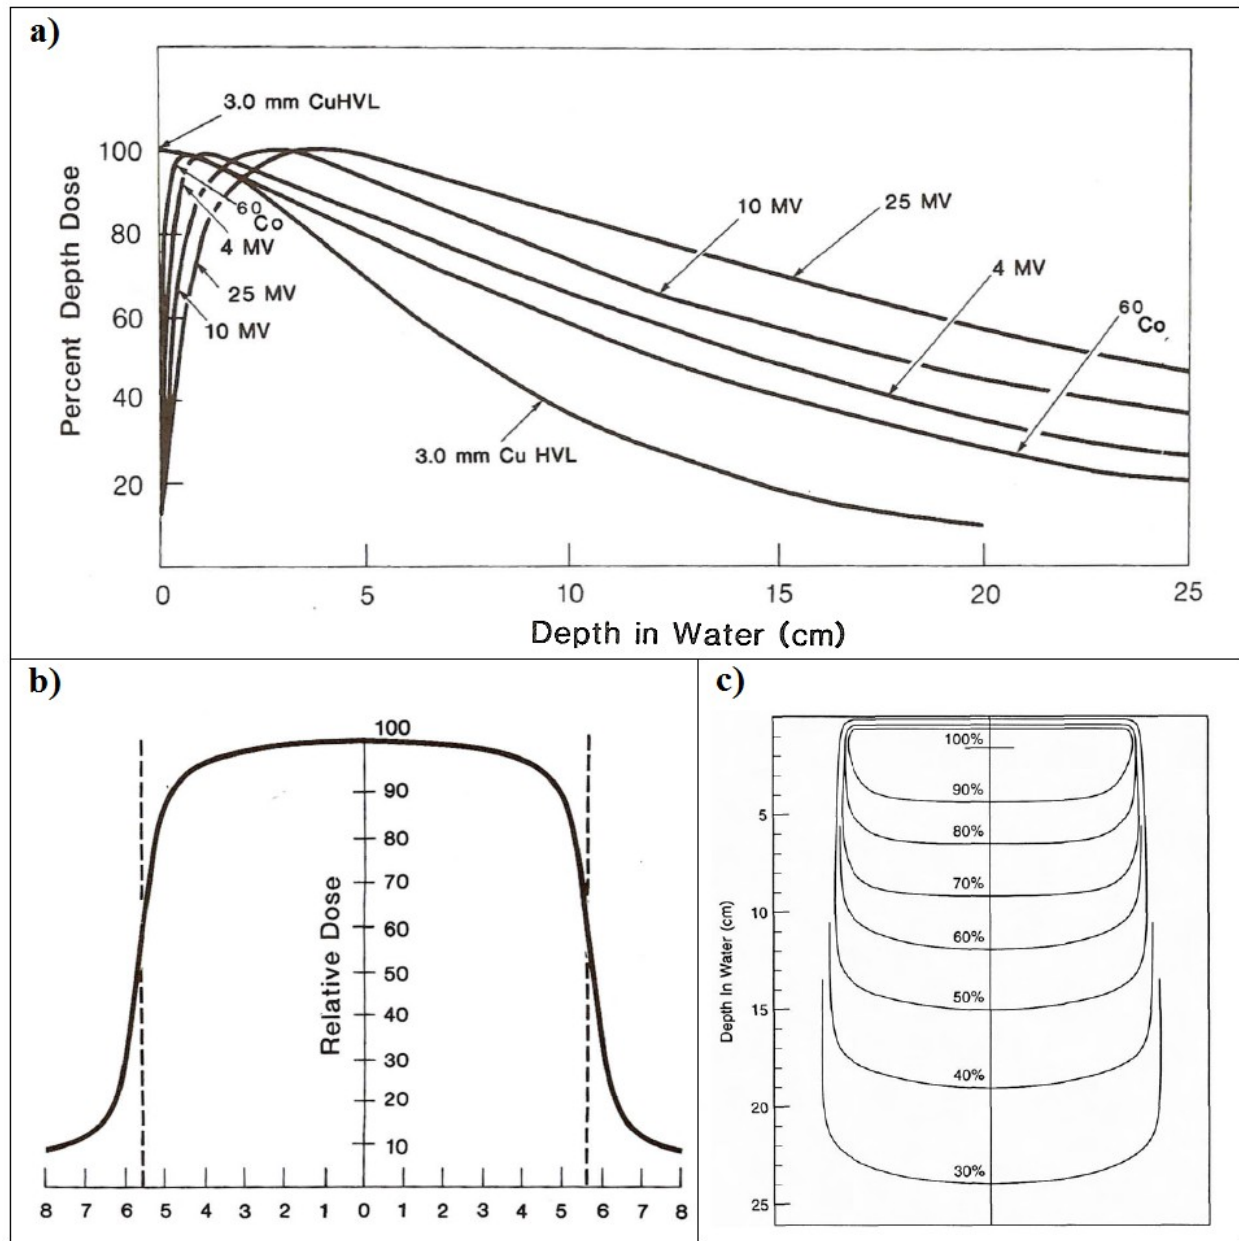 a)
3.0 mm CuHVL
Percent Depth Dose
100
80
60
40
20
60Co
4 MV
25 MV
10 MV
10 MV
25 MV
4 MV
60Co
3.0 mm Cu HVL
0 5 10 15 20 25
Depth in Water (cm)
b)
100
90
80
70
60
50
40
30
20
10
Relative Dose
8 7 6 5 4 3 2 1 0 1 2 3 4 5 6 7 8
c)
100%
90%
80%
70%
60%
50%
40%
30%
5
10
15
20
25
Depth In Water (cm)